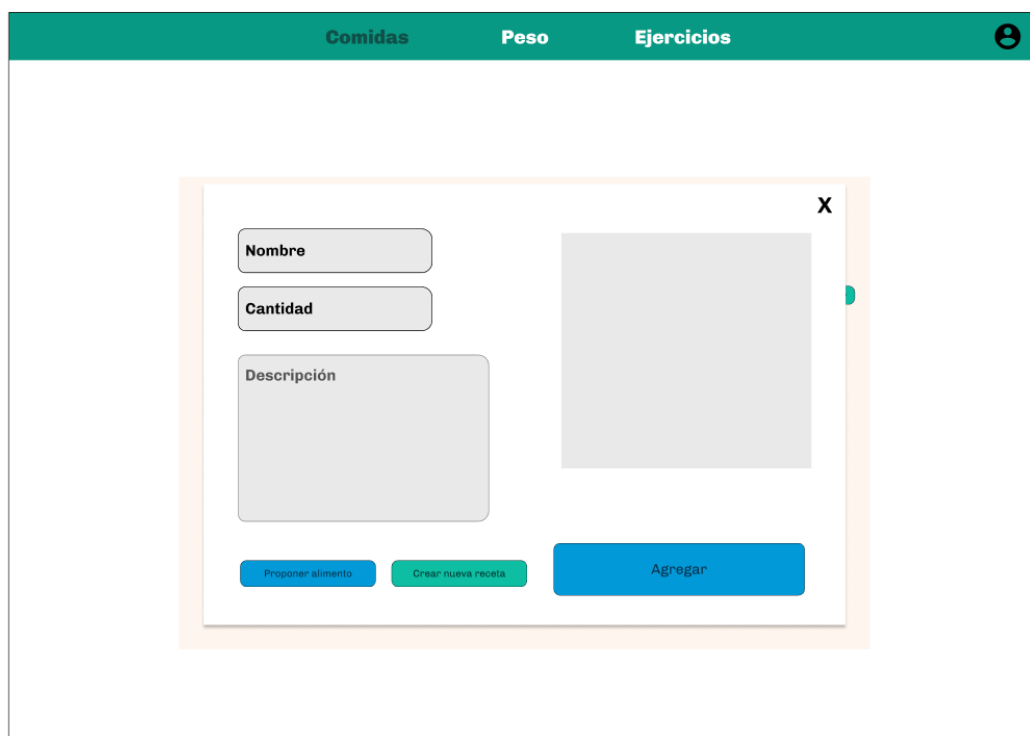 Comidas Peso Ejercicios
X
Nombre
Cantidad
Descripción
Proponer alimento Crear nueva receta Agregar